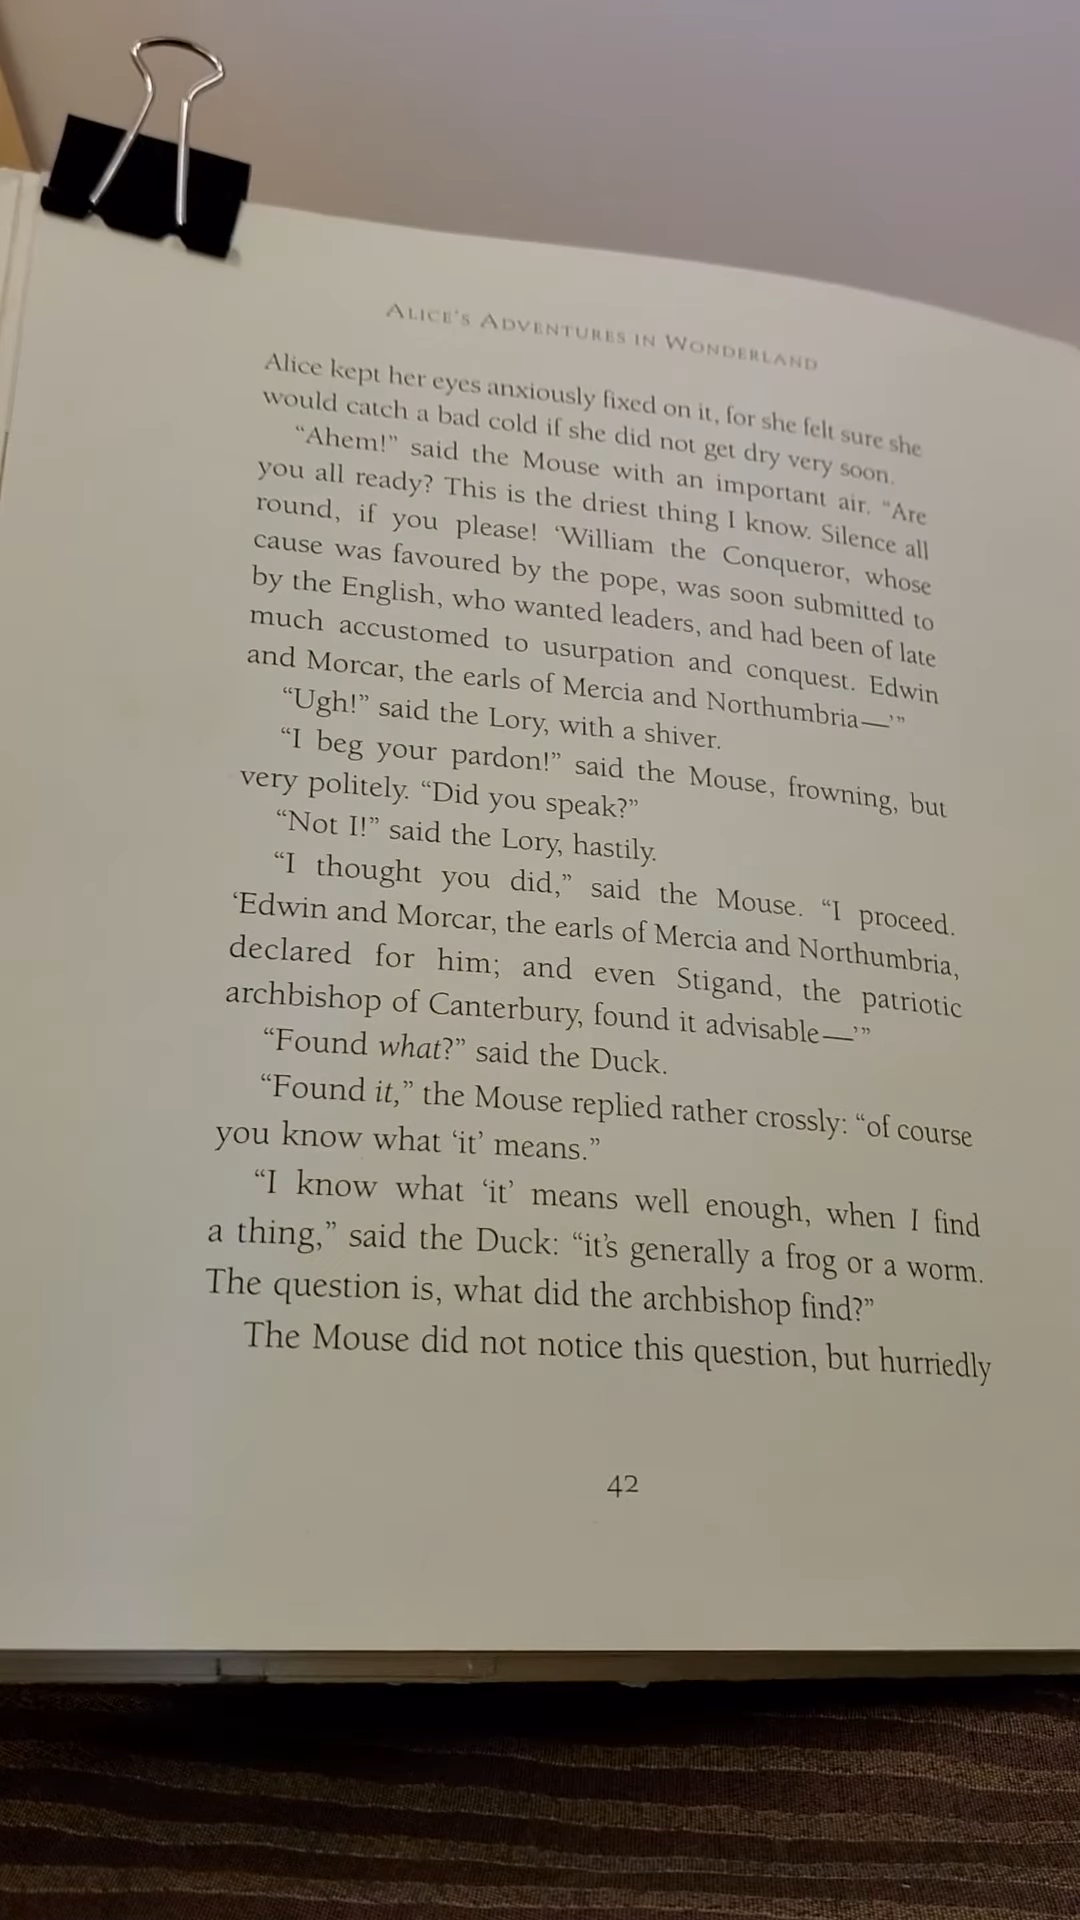 ALICE'S ADVENTURES IN WONDERLAND
Alice kept her eyes anxiously fixed on it, for she felt sure she
would catch a bad cold if she did not get dry very soon.
“Ahem!” said the Mouse with an important air. “Are
you all ready? This is the driest thing I know. Silence all
round, if you please! ‘William the Conqueror, whose
cause was favoured by the pope, was soon submitted to
by the English, who wanted leaders, and had been of late
much accustomed to usurpation and conquest. Edwin
and Morcar, the earls of Mercia and Northumbria—’”
“Ugh!” said the Lory, with a shiver.
“I beg your pardon!” said the Mouse, frowning, but
very politely. “Did you speak?”
“Not I!” said the Lory, hastily.
“I thought you did,” said the Mouse. “I proceed.
‘Edwin and Morcar, the earls of Mercia and Northumbria,
declared for him; and even Stigand, the patriotic
archbishop of Canterbury, found it advisable—’”
“Found what?” said the Duck.
“Found it,” the Mouse replied rather crossly: “of course
you know what ‘it’ means.”
“I know what ‘it’ means well enough, when I find
a thing,” said the Duck: “it’s generally a frog or a worm.
The question is, what did the archbishop find?”
The Mouse did not notice this question, but hurriedly
42